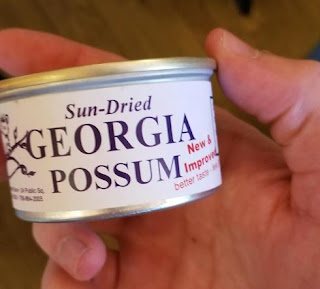 Sun-Dried
GEORGIA
POSSUM
New &
Improved
better taste -